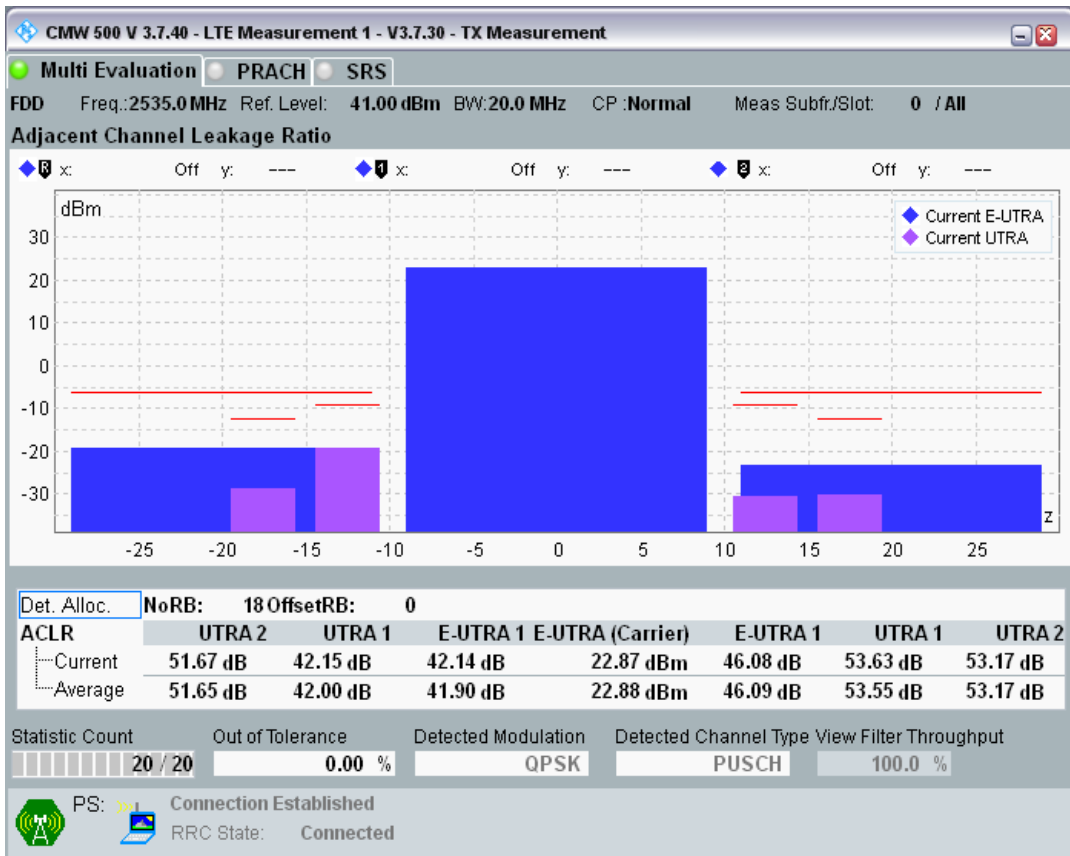 CMW 500 V 3.7.40 - LTE Measurement 1 - V3.7.30 - TX Measurement
Multi Evaluation PRACH SRS
FDD Freq.:2535.0 MHz Ref. Level: 41.00 dBm BW:20.0 MHz CP :Normal Meas Subfr./Slot: 0 / All
Adjacent Channel Leakage Ratio
R x: Off y: --- 1 x: Off y: --- 2 x: Off y: ---
dBm
Current E-UTRA
Current UTRA
30
20
10
0
-10
-20
-30
z
-25 -20 -15 -10 -5 0 5 10 15 20 25
Det. Alloc. NoRB: 18 OffsetRB: 0
ACLR UTRA 2 UTRA 1 E-UTRA 1 E-UTRA (Carrier) E-UTRA 1 UTRA 1 UTRA 2
Current 51.67 dB 42.15 dB 42.14 dB 22.87 dBm 46.08 dB 53.63 dB 53.17 dB
Average 51.65 dB 42.00 dB 41.90 dB 22.88 dBm 46.09 dB 53.55 dB 53.17 dB
Statistic Count Out of Tolerance Detected Modulation Detected Channel Type View Filter Throughput
20 / 20 0.00 % QPSK PUSCH 100.0 %
PS: Connection Established
RRC State: Connected